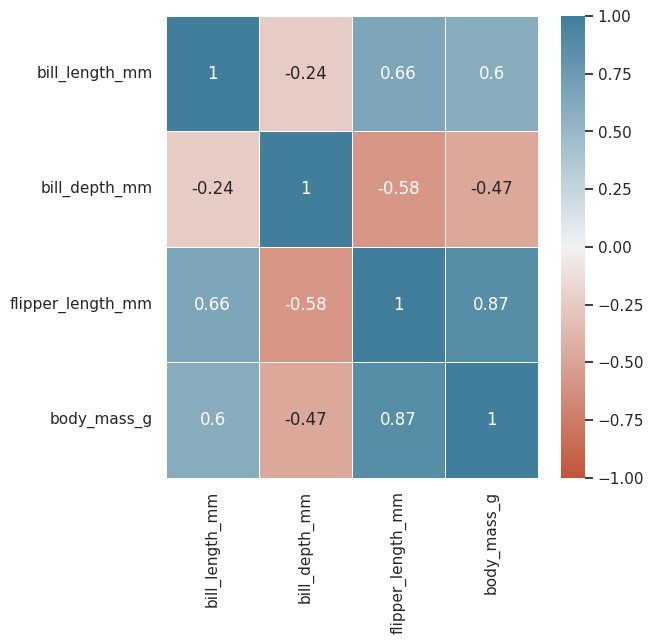 bill_length_mm 1 -0.24 0.66 0.6
bill_depth_mm -0.24 1 -0.58 -0.47
flipper_length_mm 0.66 -0.58 1 0.87
body_mass_g 0.6 -0.47 0.87 1
bill_length_mm
bill_depth_mm
flipper_length_mm
body_mass_g
1.00
0.75
0.50
0.25
0.00
−0.25
−0.50
−0.75
−1.00